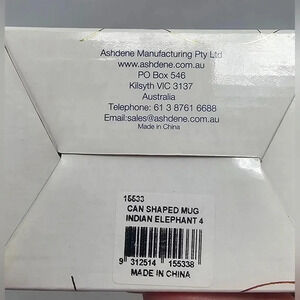 Ashdene Manufacturing Pty Ltd
www.ashdene.com.au
PO Box 546
Kilsyth VIC 3137
Australia
Telephone: 61 3 8761 6688
Email:sales@ashdene.com.au
Made in China
15533
CAN SHAPED MUG
INDIAN ELEPHANT 4
9 312514 155338
MADE IN CHINA